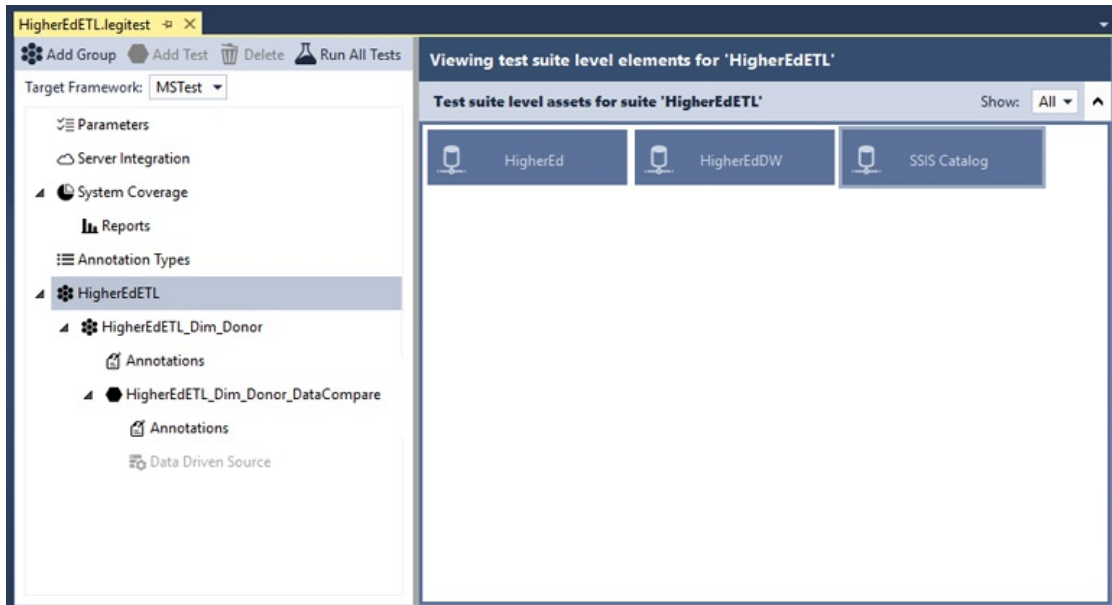 HigherEdETL.legitest
Add Group Add Test Delete Run All Tests
Target Framework: MSTest
Parameters
Server Integration
System Coverage
Reports
Annotation Types
HigherEdETL
HigherEdETL_Dim_Donor
Annotations
HigherEdETL_Dim_Donor_DataCompare
Annotations
Data Driven Source
Viewing test suite level elements for 'HigherEdETL'
Test suite level assets for suite 'HigherEdETL' Show: All
HigherEd HigherEdDW SSIS Catalog